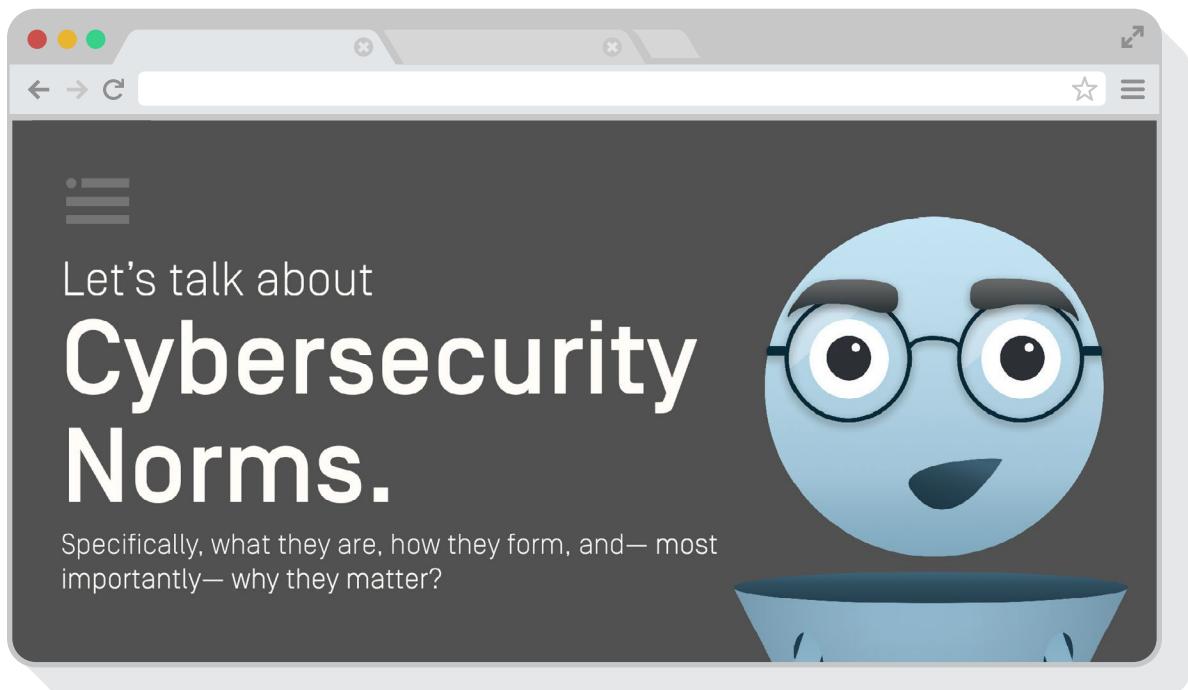 Let’s talk about
Cybersecurity
Norms.
Specifically, what they are, how they form, and— most
importantly— why they matter?